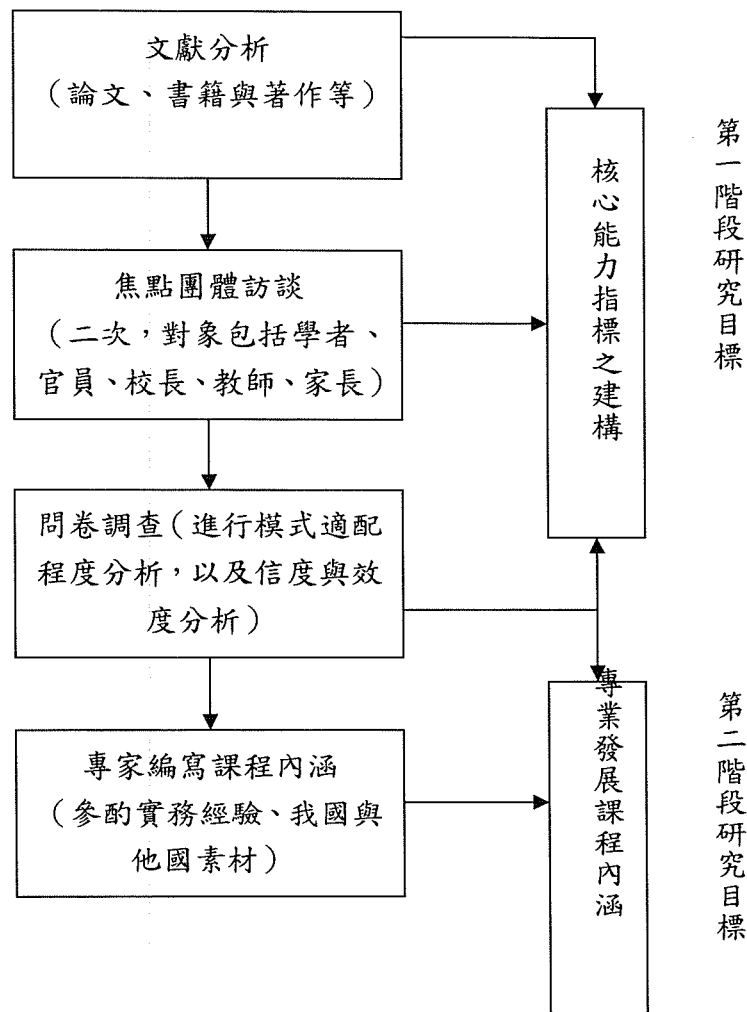 文獻分析
（論文、書籍與著作等）
核心能力指標之建構
第一階段研究目標
焦點團體訪談
（二次，對象包括學者、
官員、校長、教師、家長）
問卷調查（進行模式適配
程度分析，以及信度與效
度分析）
專家編寫課程內涵
（參酌實務經驗、我國與
他國素材）
專業發展課程內涵
第二階段研究目標